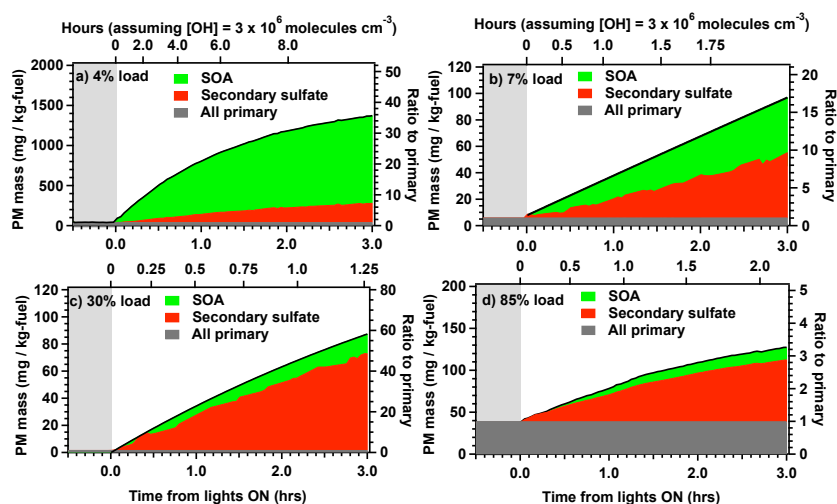 Hours (assuming [OH] = 3 x 10⁶ molecules cm⁻³)
Hours (assuming [OH] = 3 x 10⁶ molecules cm⁻³)
0 2.0 4.0 6.0 8.0
0 0.5 1.0 1.5 1.75
a) 4% load
SOA
Secondary sulfate
All primary
PM mass (mg / kg-fuel)
2000
1500
1000
500
0
Ratio to primary
50
40
30
20
10
0
0.0 1.0 2.0 3.0
b) 7% load
SOA
Secondary sulfate
All primary
PM mass (mg / kg-fuel)
120
100
80
60
40
20
0
Ratio to primary
20
15
10
5
0
0.0 1.0 2.0 3.0
0 0.25 0.5 0.75 1.0 1.25
c) 30% load
SOA
Secondary sulfate
All primary
PM mass (mg / kg-fuel)
120
100
80
60
40
20
0
Ratio to primary
80
60
40
20
0
0.0 1.0 2.0 3.0
Time from lights ON (hrs)
0 0.5 1.0 1.5 2.0
d) 85% load
SOA
Secondary sulfate
All primary
PM mass (mg / kg-fuel)
200
150
100
50
0
Ratio to primary
5
4
3
2
1
0
0.0 1.0 2.0 3.0
Time from lights ON (hrs)